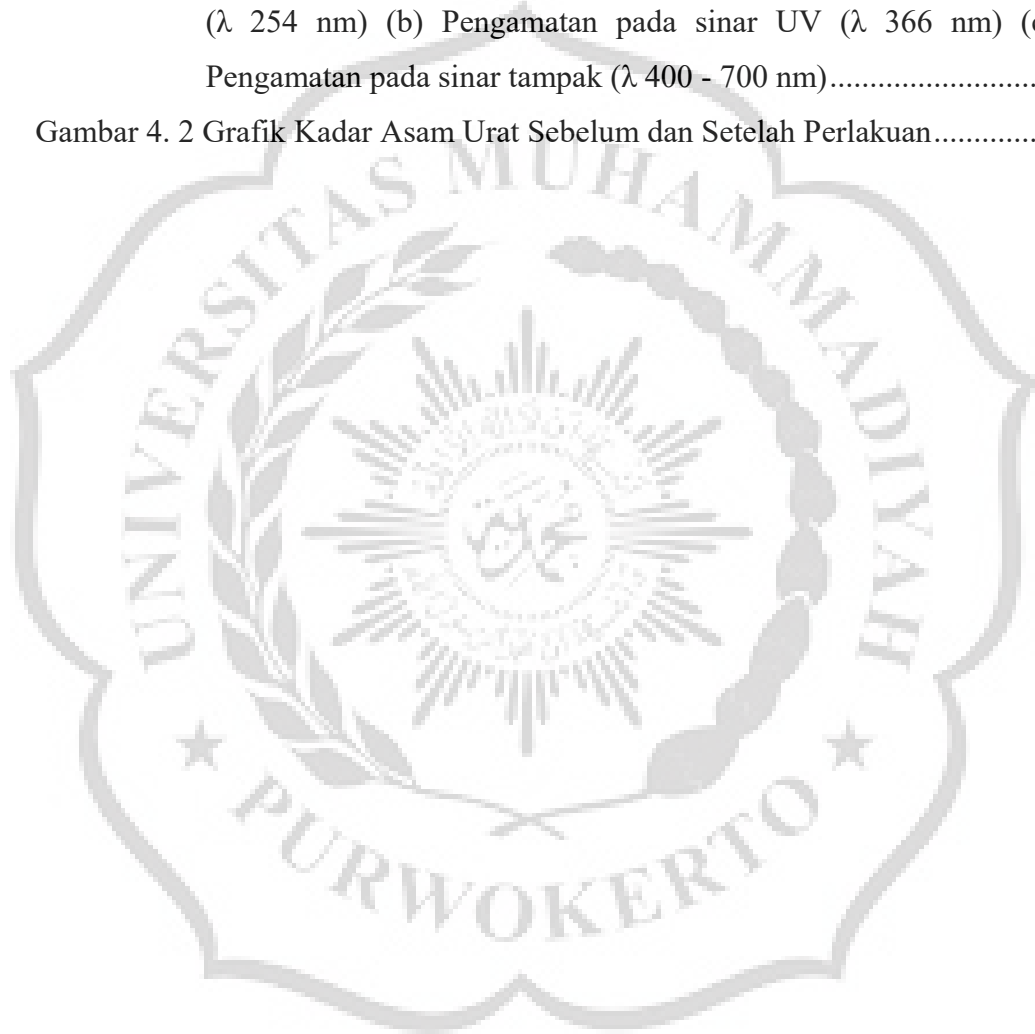 (λ 254 nm) (b) Pengamatan pada sinar UV (λ 366 nm) (c
Pengamatan pada sinar tampak (λ 400 - 700 nm)
Gambar 4. 2 Grafik Kadar Asam Urat Sebelum dan Setelah Perlakuan
UNIVERSITAS MUHAMMADIYAH
PURWOKERTO